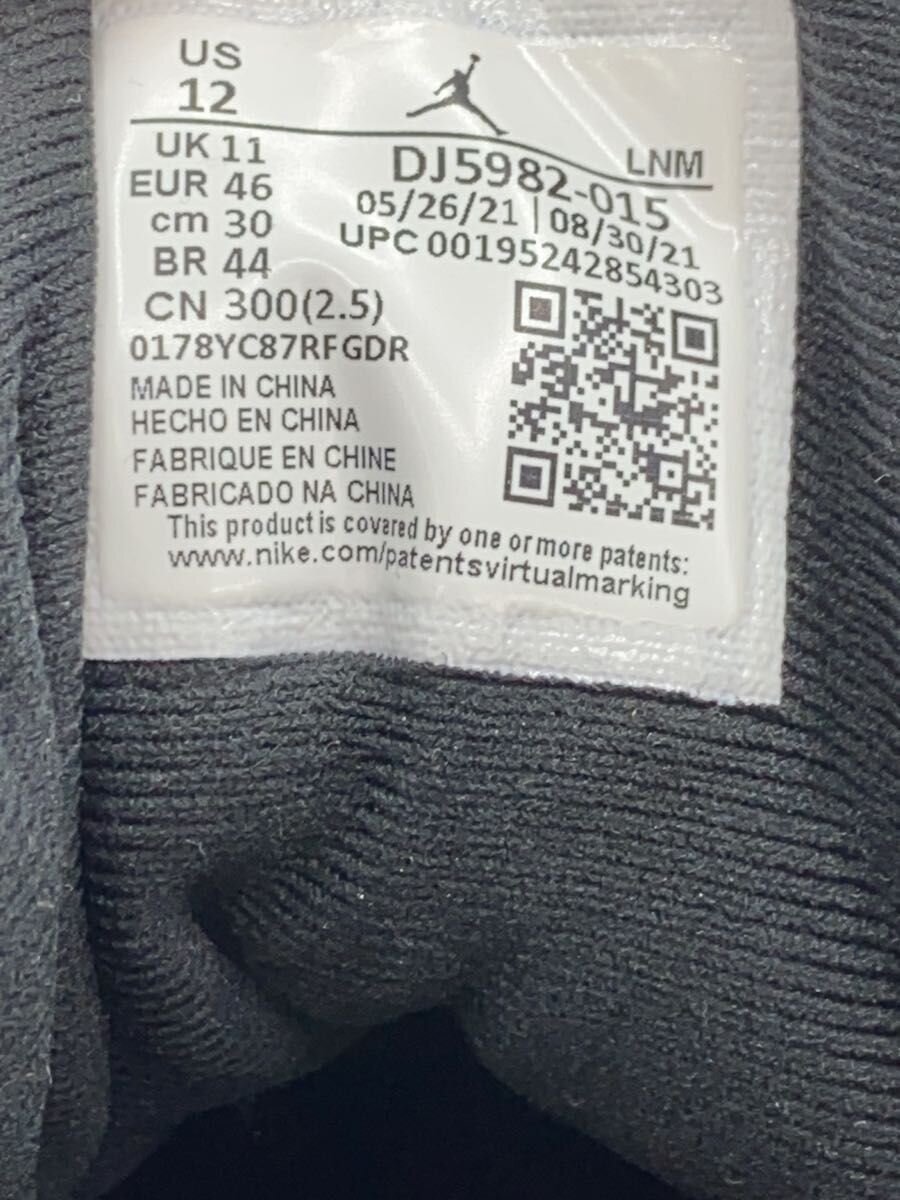 US
12
UK 11
EUR 46
cm 30
BR 44
CN 300(2.5)
0178YC87RFGDR
MADE IN CHINA
HECHO EN CHINA
FABRIQUE EN CHINE
FABRICADO NA CHINA
LNM
DJ5982-015
05/26/21 | 08/30/21
UPC 00195242854303
This product is covered by one or more patents:
www.nike.com/patentsvirtualmarking